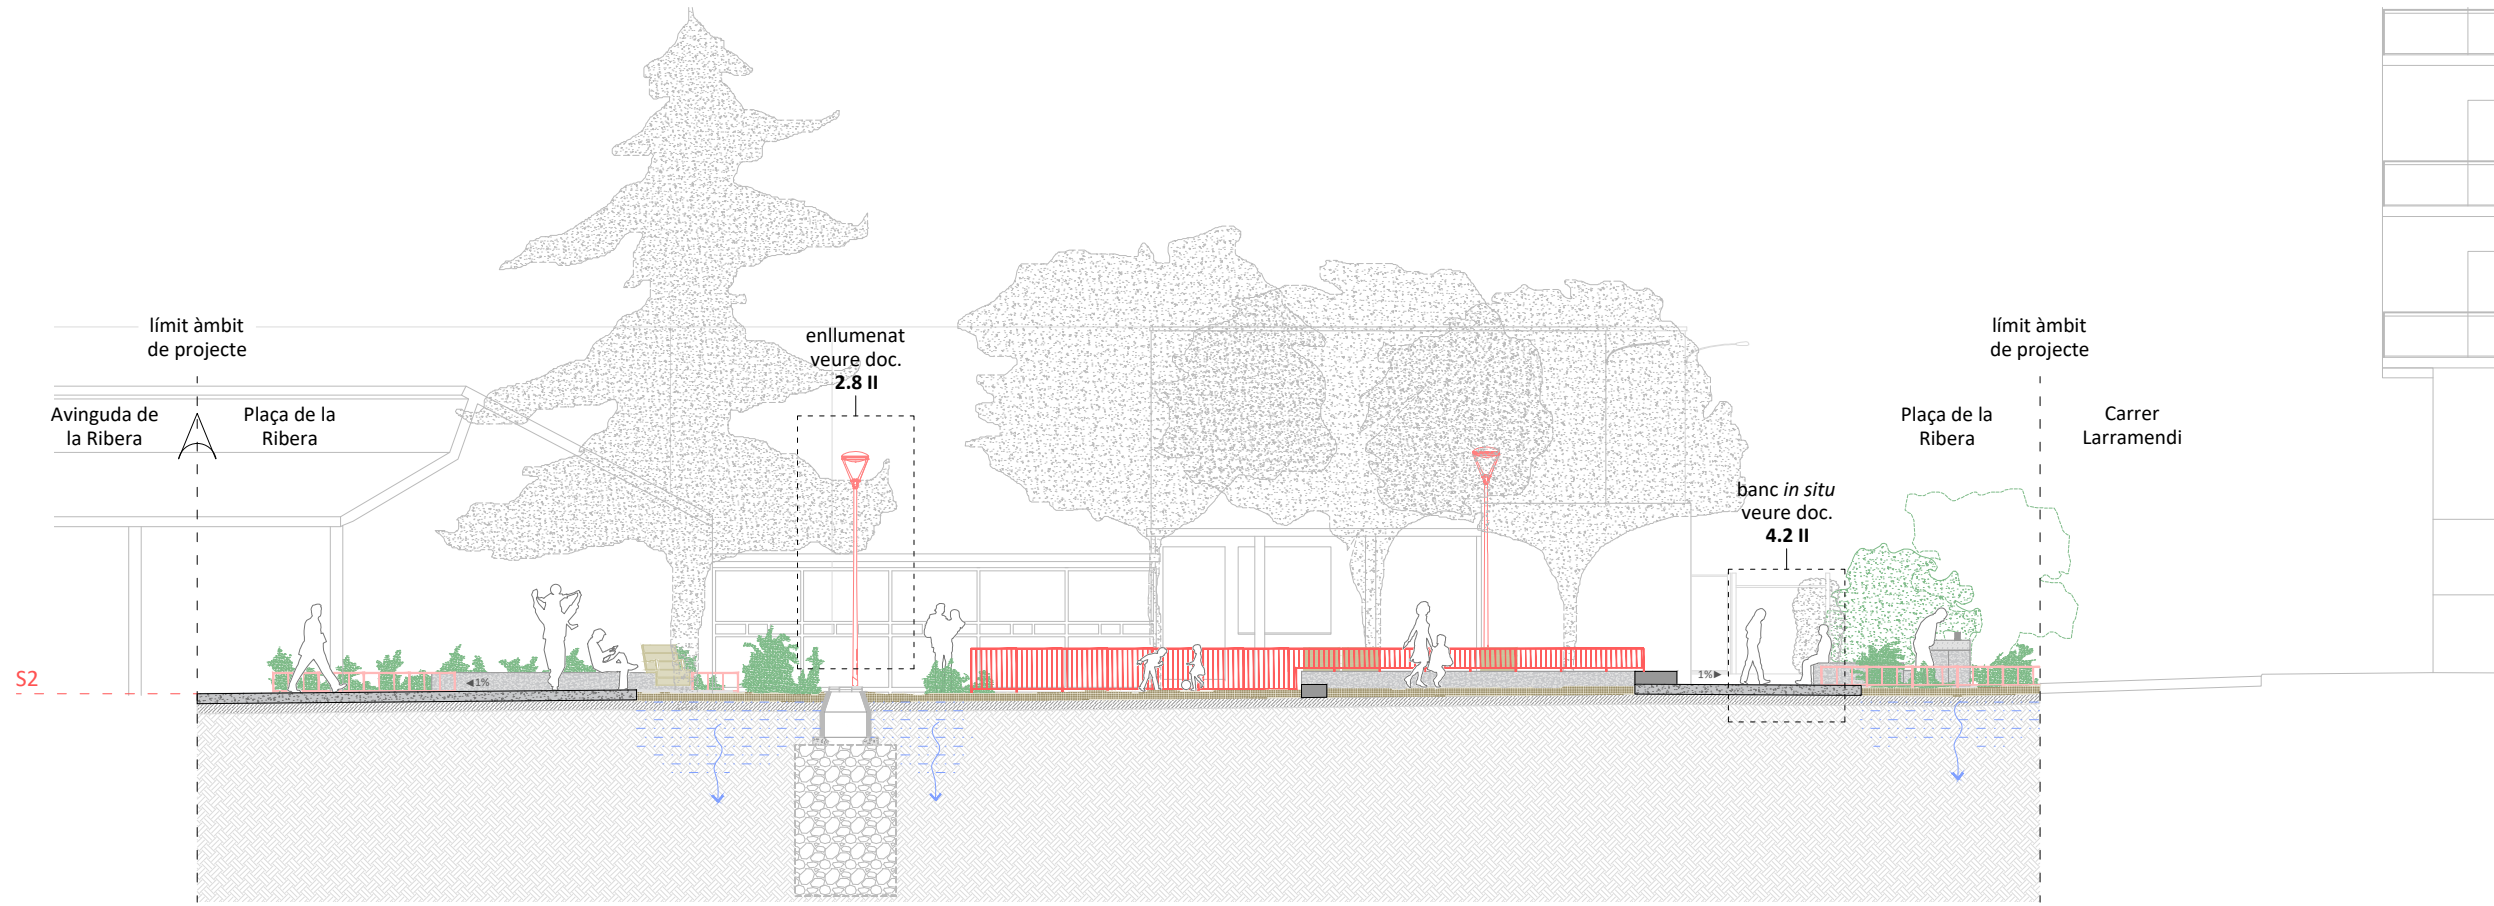 límit àmbit
de projecte
Avinguda de
la Ribera
Plaça de la
Ribera
enllumenat
veure doc.
2.8 II
límit àmbit
de projecte
Plaça de la
Ribera
Carrer
Larramendi
banc in situ
veure doc.
4.2 II
S2
◄1%
1%►